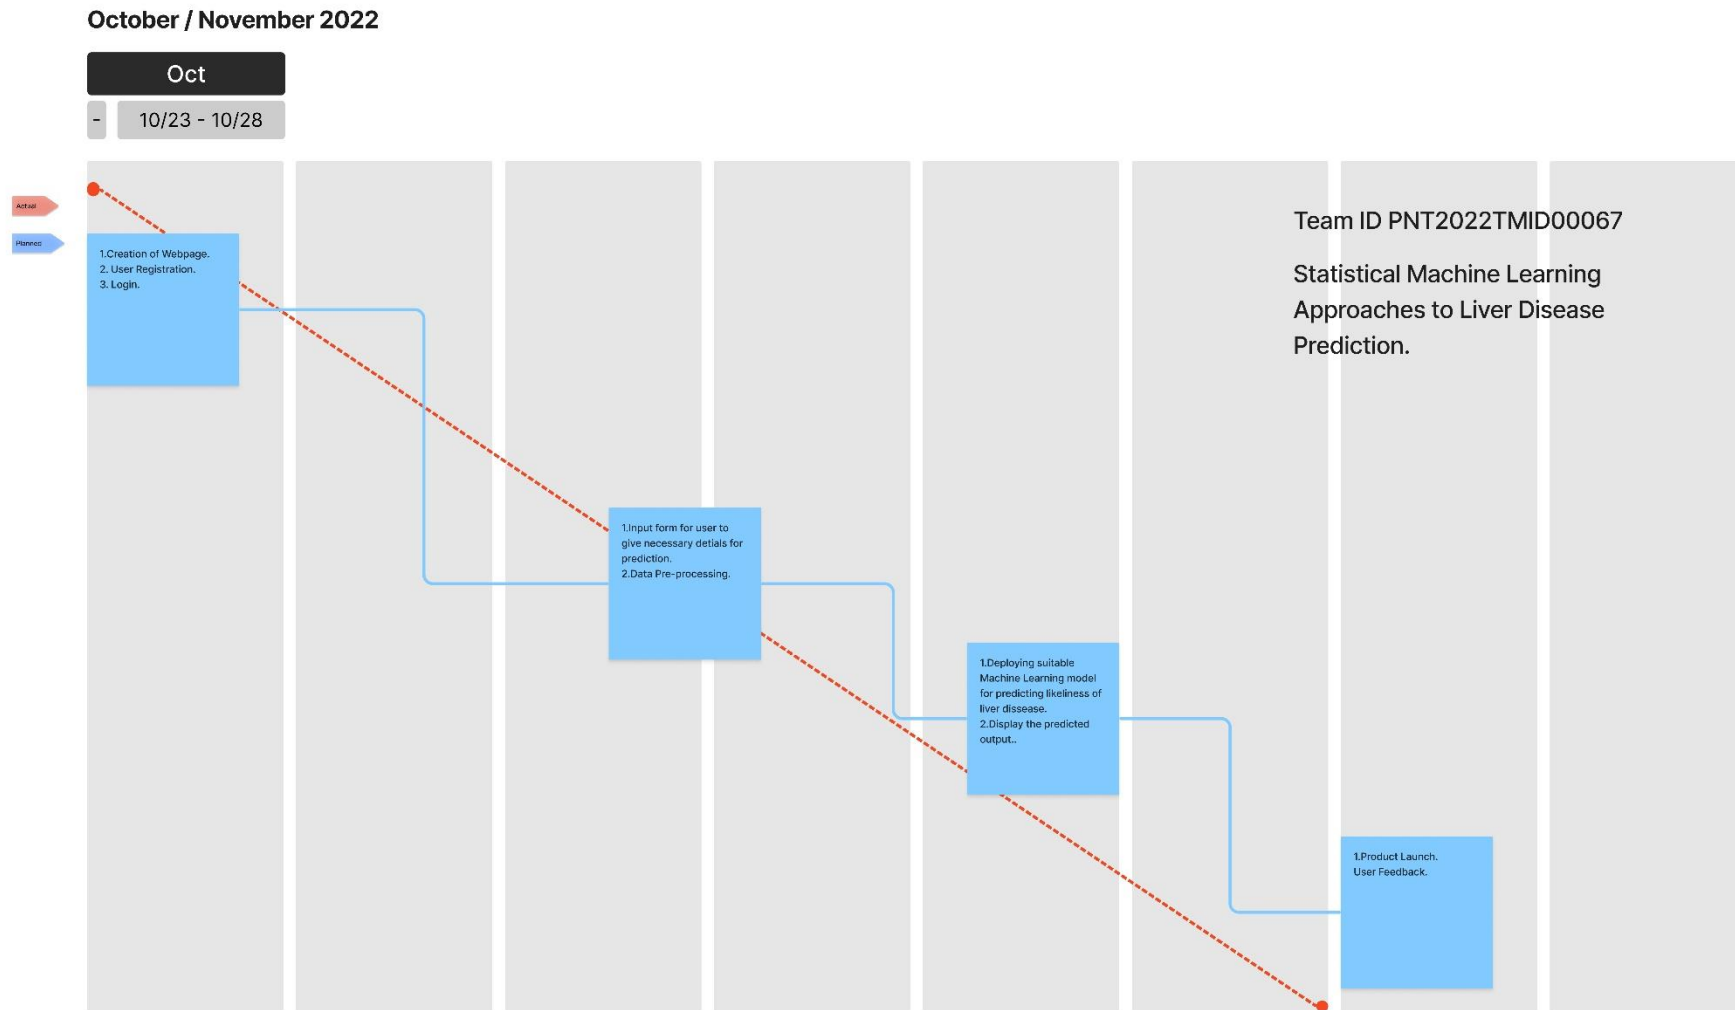 October / November 2022
Oct
-
10/23 - 10/28
Actual
Planned
Team ID PNT2022TMID00067
Statistical Machine Learning
Approaches to Liver Disease
Prediction.
1.Creation of Webpage.
2. User Registration.
3. Login.
1.Input form for user to
give necessary detials for
prediction.
2.Data Pre-processing.
1.Deploying suitable
Machine Learning model
for predicting likeliness of
liver dissease.
2.Display the predicted
output..
1.Product Launch.
User Feedback.